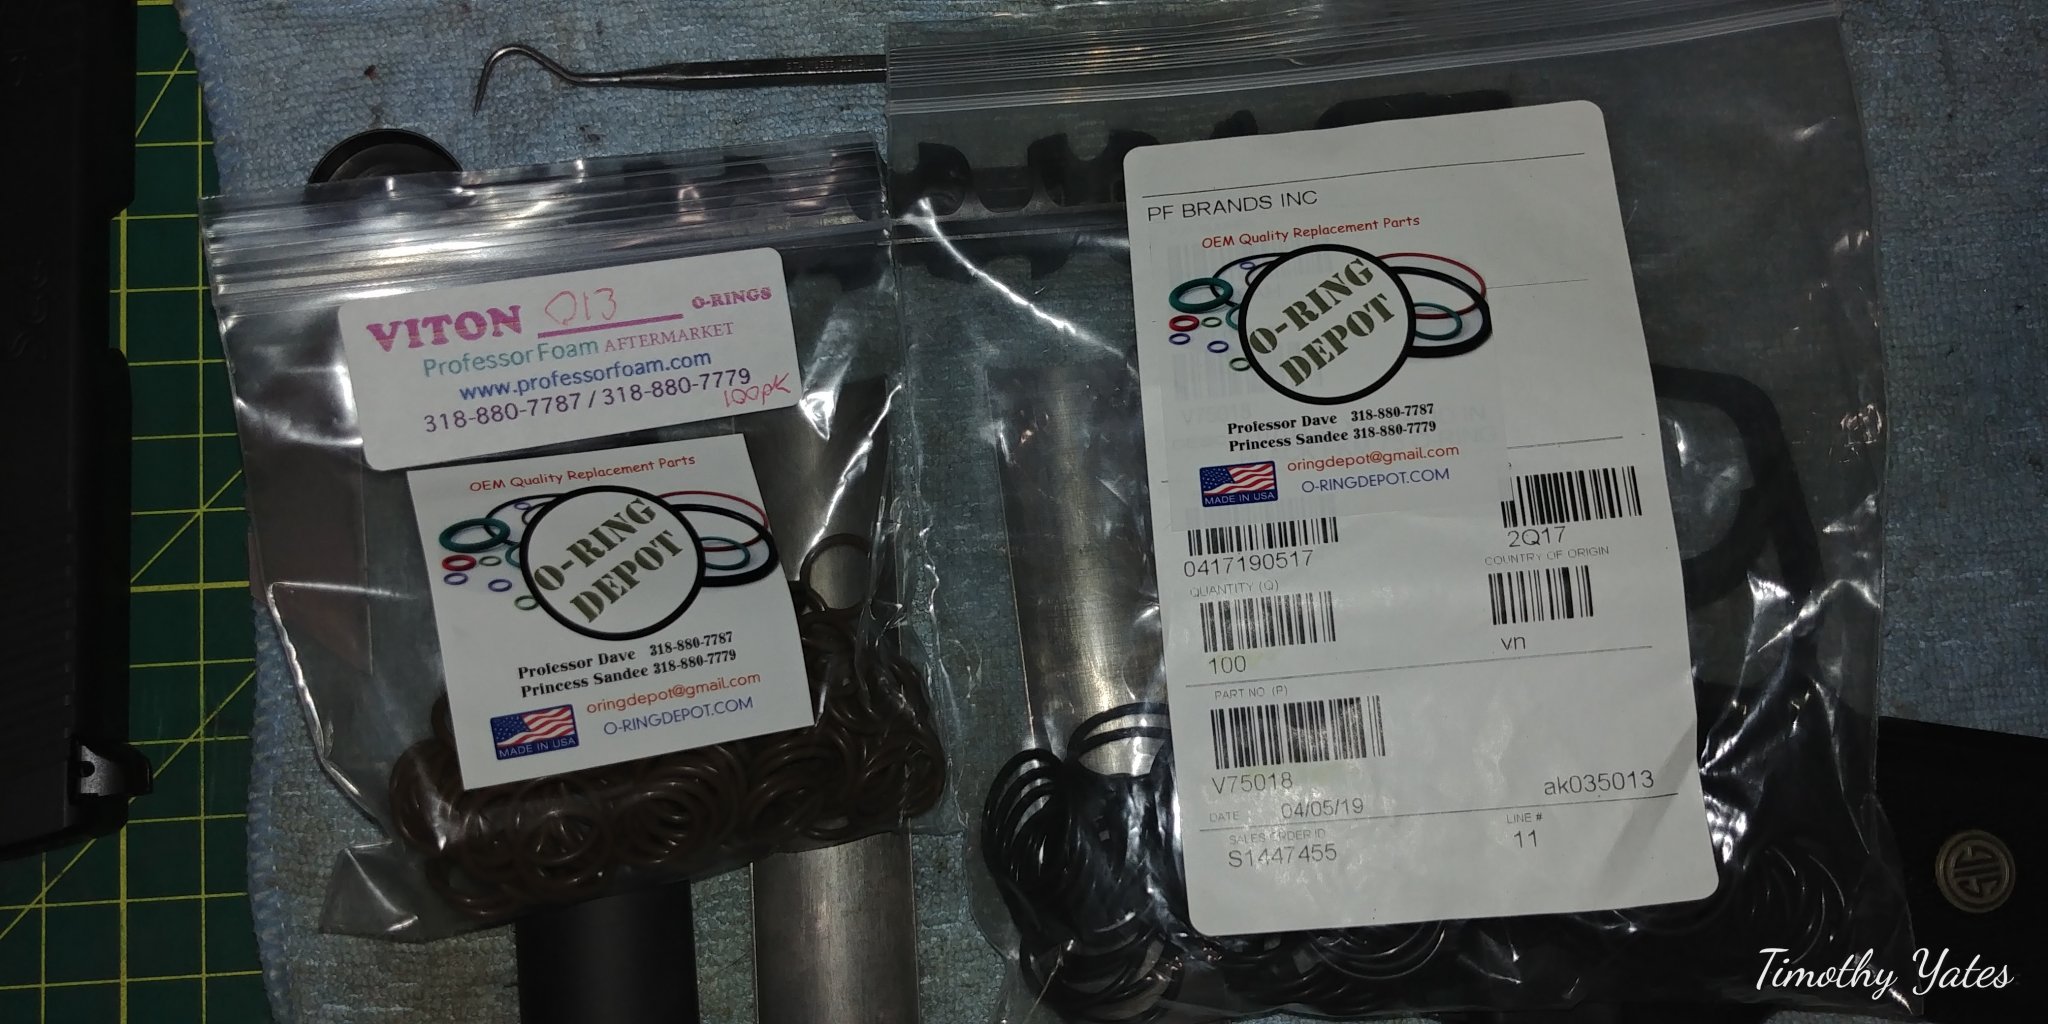 VITON 013 O-RINGS
ProfessorFoam AFTERMARKET
www.professorfoam.com
318-880-7787 / 318-880-7779
100pk
OEM Quality Replacement Parts
O-RING
DEPOT
Professor Dave 318-880-7787
Princess Sandee 318-880-7779
oringdepot@gmail.com
MADE IN USA
O-RINGDEPOT.COM
PF BRANDS INC
OEM Quality Replacement Parts
O-RING
DEPOT
Professor Dave 318-880-7787
Princess Sandee 318-880-7779
oringdepot@gmail.com
MADE IN USA
O-RINGDEPOT.COM
0417190517
2Q17
QUANTITY (Q)
COUNTRY OF ORIGIN
100
vn
PART NO (P)
V75018
ak035013
DATE 04/05/19
SALES ORDER ID
LINE #
S1447455
11
Timothy Yates